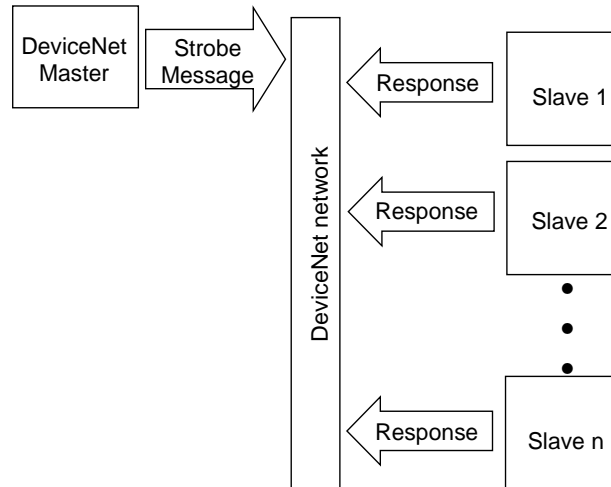 DeviceNet
Master
Strobe
Message
Response
Slave 1
Response
Slave 2
DeviceNet network
Response
Slave n